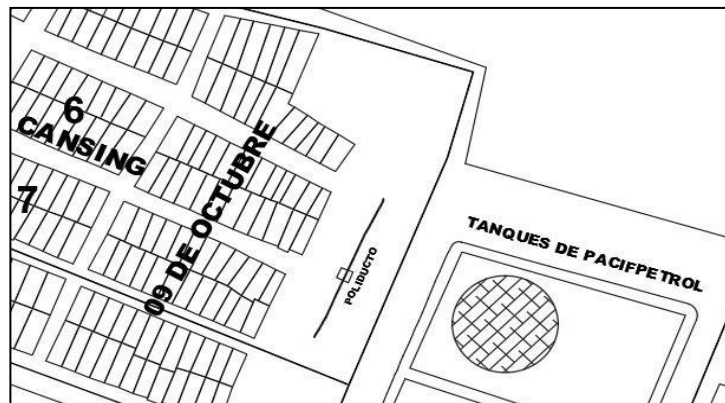 6
CANSING
7
09 DE OCTUBRE
POLIDUCTO
TANQUES DE PACIFPETROL